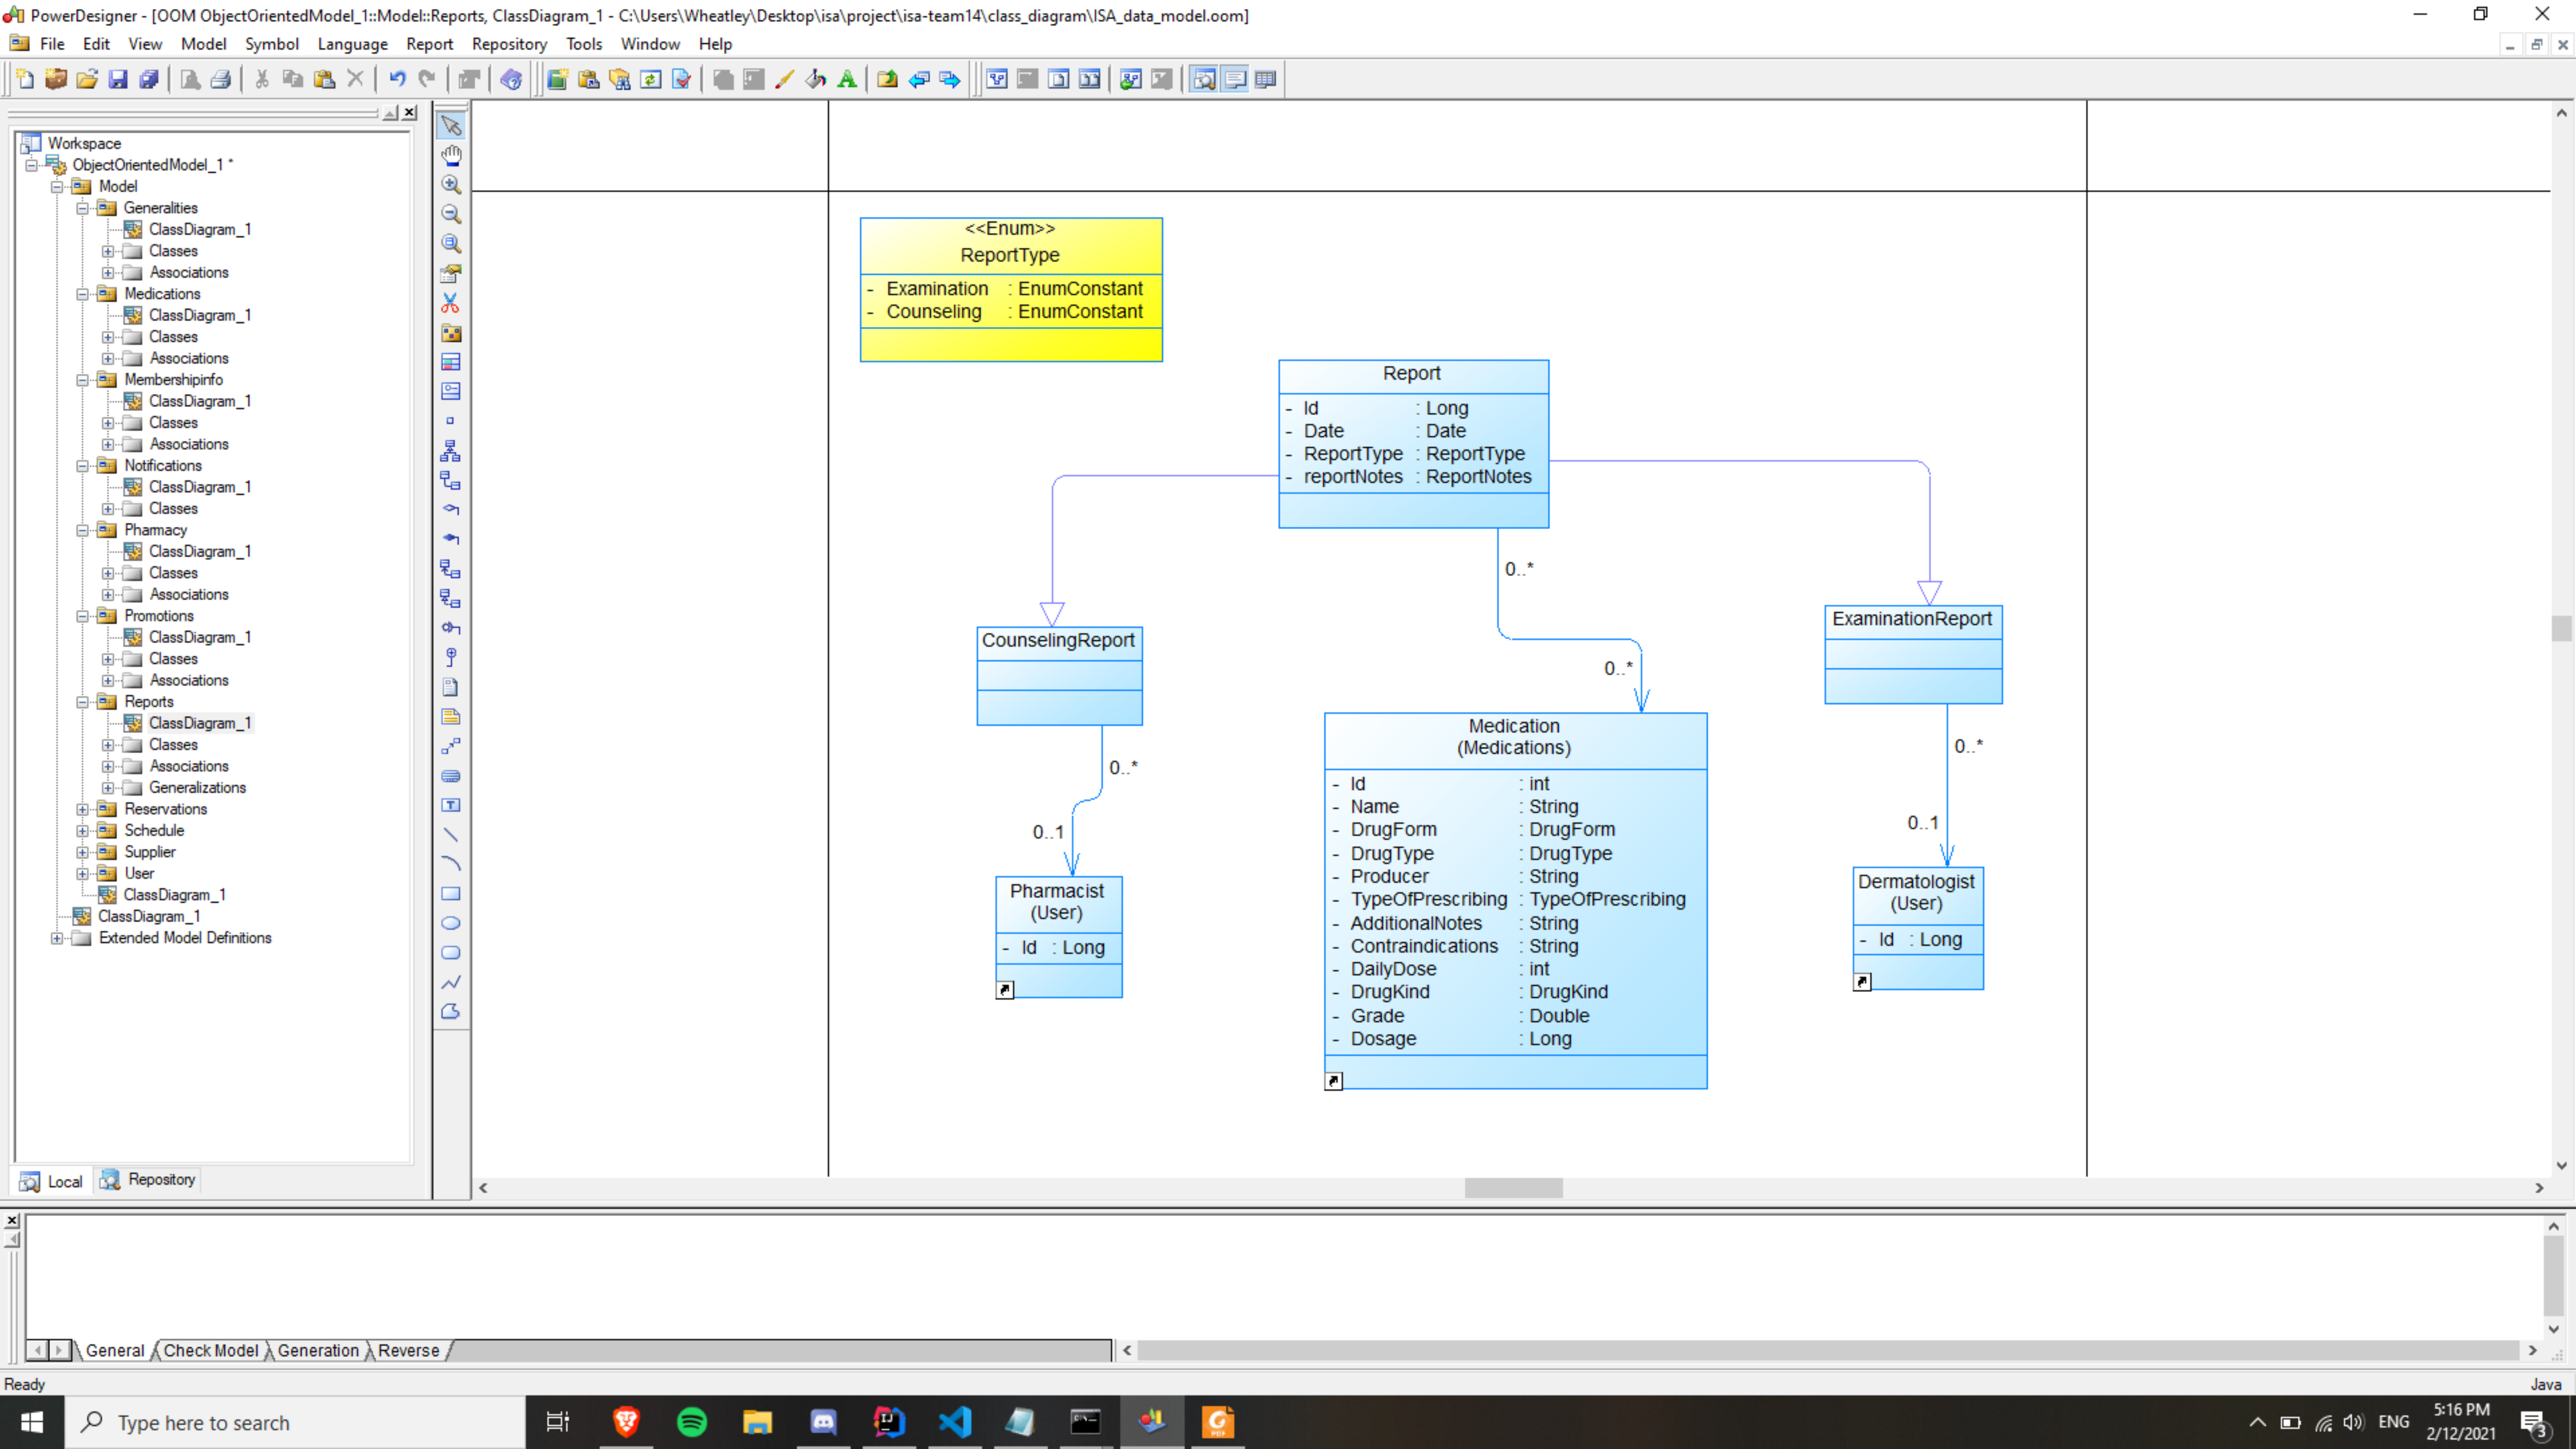 PowerDesigner - [OOM ObjectOrientedModel_1::Model::Reports, ClassDiagram_1 - C:\Users\Wheatley\Desktop\isa\project\isa-team14\class_diagram\ISA_data_model.oom]
File Edit View Model Symbol Language Report Repository Tools Window Help
Workspace
ObjectOrientedModel_1 *
Model
Generalities
ClassDiagram_1
Classes
Associations
Medications
ClassDiagram_1
Classes
Associations
Membershipinfo
ClassDiagram_1
Classes
Associations
Notifications
ClassDiagram_1
Classes
Pharmacy
ClassDiagram_1
Classes
Associations
Promotions
ClassDiagram_1
Classes
Associations
Reports
ClassDiagram_1
Classes
Associations
Generalizations
Reservations
Schedule
Supplier
User
ClassDiagram_1
ClassDiagram_1
Extended Model Definitions
Local Repository
<<Enum>>
ReportType
- Examination : EnumConstant
- Counseling : EnumConstant
Report
- Id : Long
- Date : Date
- ReportType : ReportType
- reportNotes : ReportNotes
0..*
0..*
CounselingReport
0..*
0..1
Pharmacist
(User)
- Id : Long
Medication
(Medications)
- Id : int
- Name : String
- DrugForm : DrugForm
- DrugType : DrugType
- Producer : String
- TypeOfPrescribing : TypeOfPrescribing
- AdditionalNotes : String
- Contraindications : String
- DailyDose : int
- DrugKind : DrugKind
- Grade : Double
- Dosage : Long
ExaminationReport
0..*
0..1
Dermatologist
(User)
- Id : Long
General Check Model Generation Reverse
Ready
Java
Type here to search
ENG
5:16 PM
2/12/2021
3